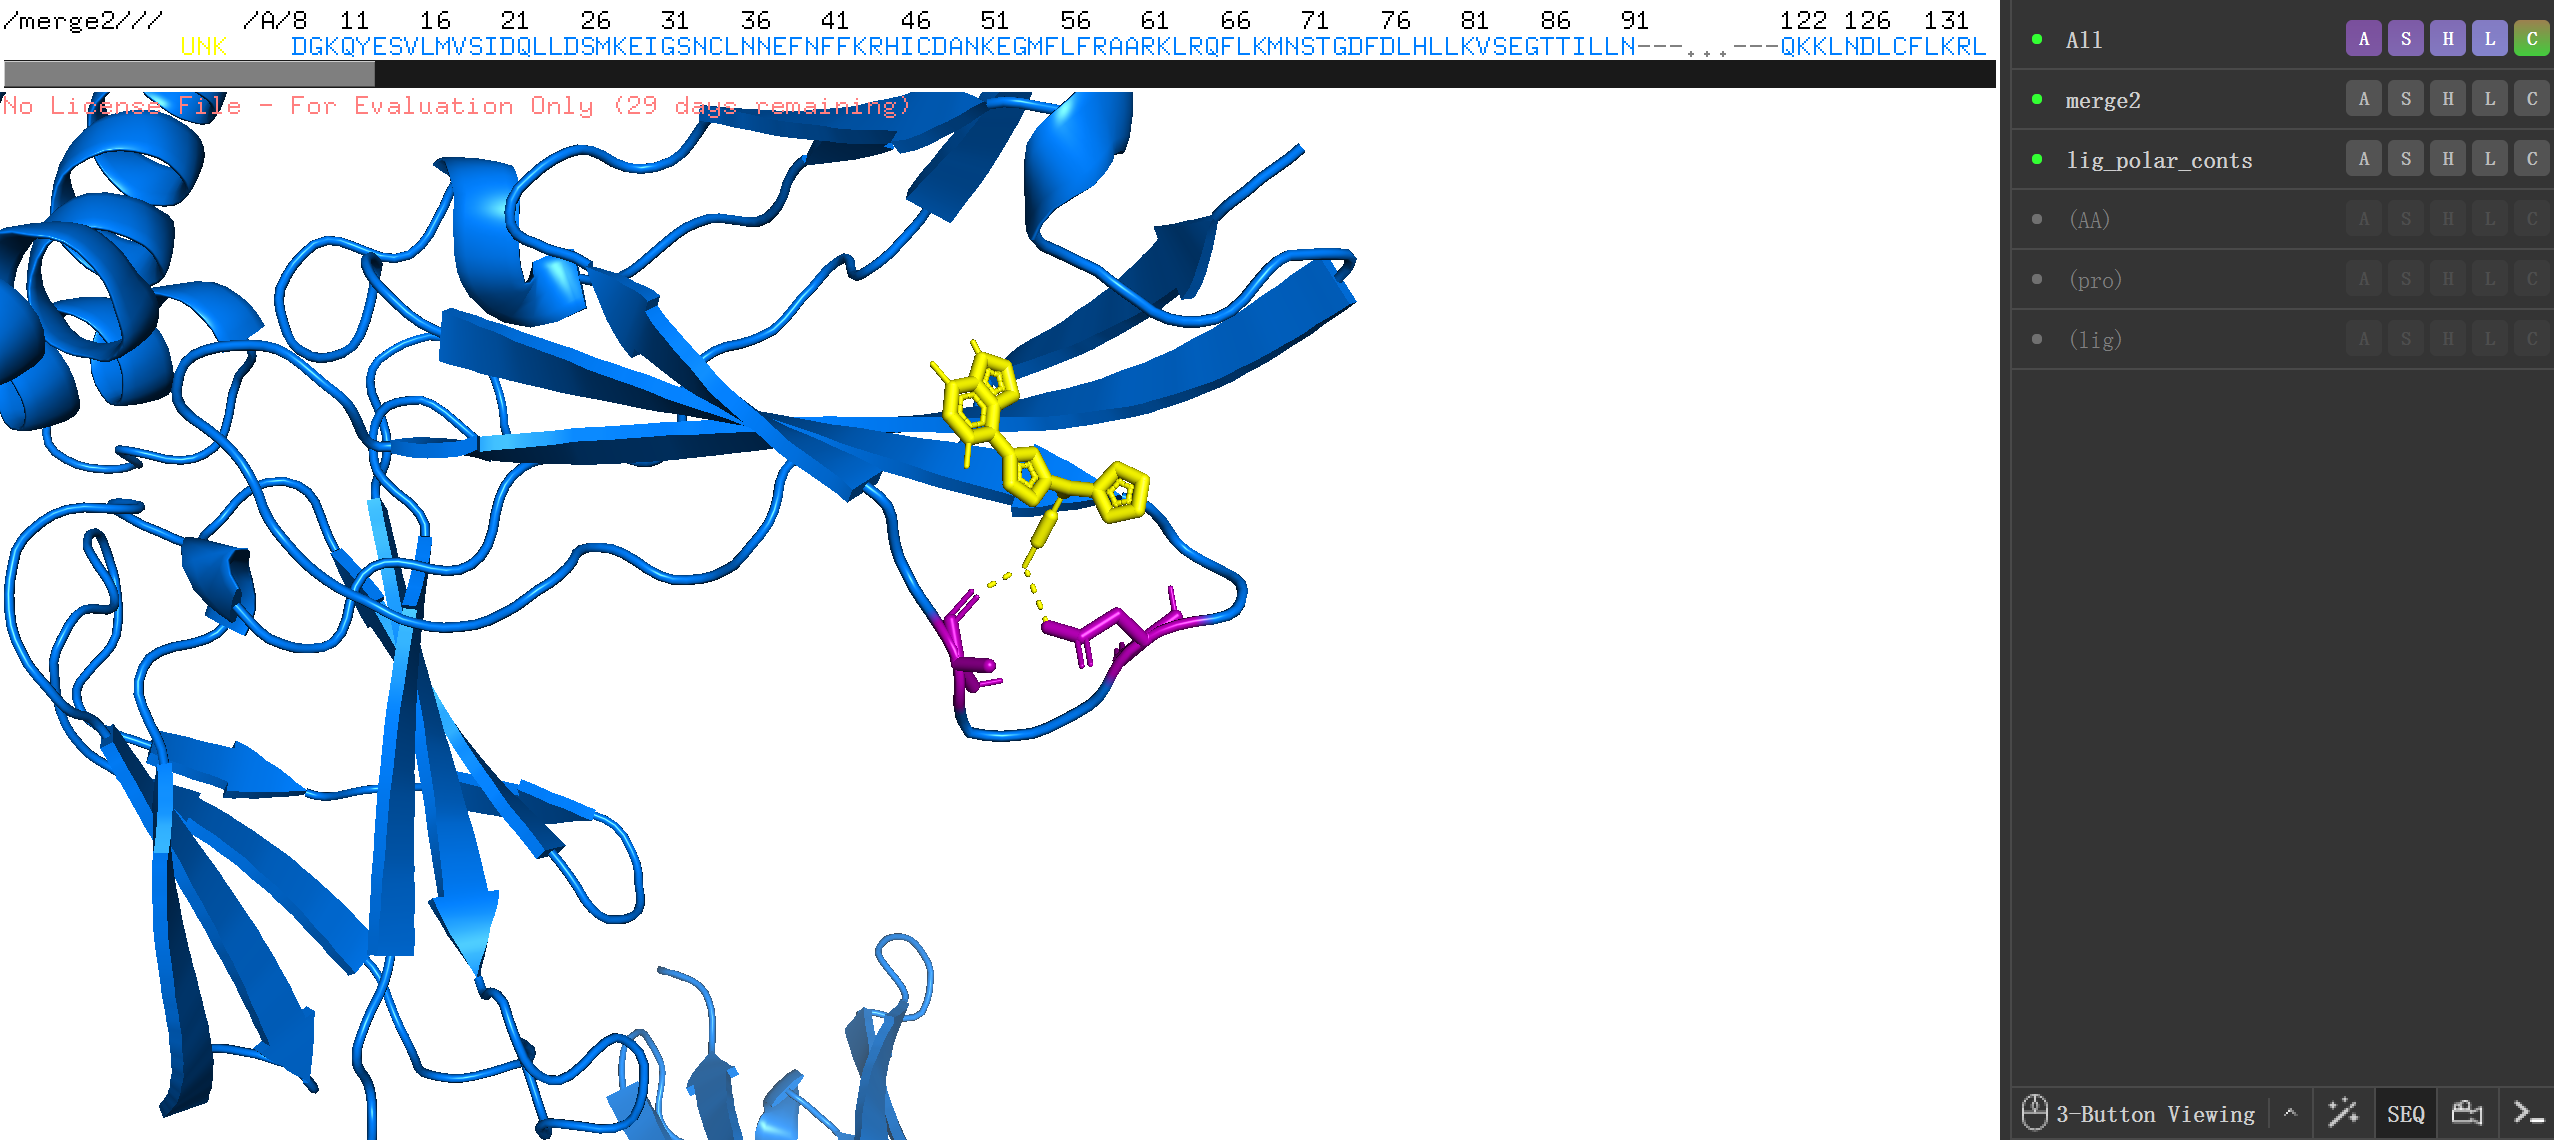 /merge2/// /A/8 11 16 21 26 31 36 41 46 51 56 61 66 71 76 81 86 91 122 126 131
UNK DGKQYESVLMVSIDQLLDSMKEIGSNCLNNEFNFFKRHICDANKEGMFLFRAARKLRQFLKMNSTGDFDLHLLKVSEGTTILLLN---...---QKKLNDLCFLKRL
No License File - For Evaluation Only (29 days remaining)
All A S H L C
merge2 A S H L C
lig_polar_conts A S H L C
(AA) A S H L C
(pro) A S H L C
(lig) A S H L C
3-Button Viewing SEQ